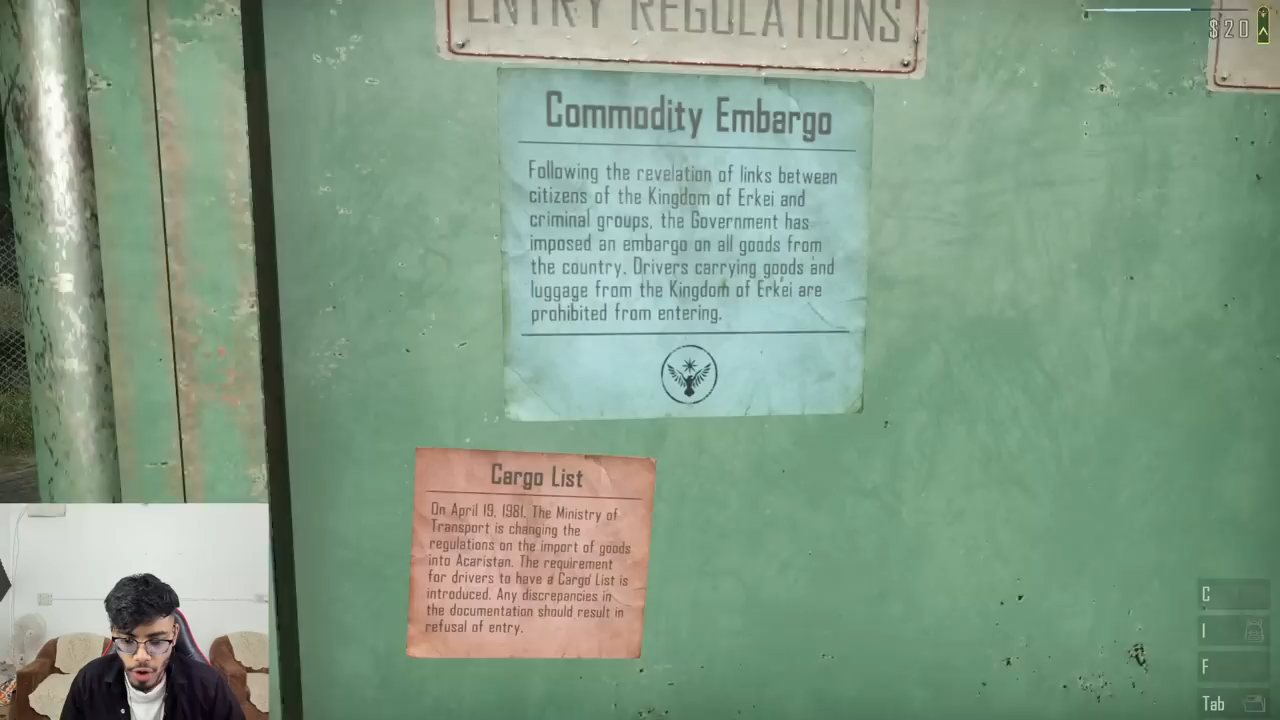 ENTRY REGULATIONS
$20
Commodity Embargo
Following the revelation of links between
citizens of the Kingdom of Erkei and
criminal groups, the Government has
imposed an embargo on all goods from
the country. Drivers carrying goods and
luggage from the Kingdom of Erkei are
prohibited from entering.
Cargo List
On April 19, 1981, The Ministry of
Transport is changing the
regulations on the import of goods
into Acaristan. The requirement
for drivers to have a Cargo List is
introduced. Any discrepancies in
the documentation should result in
refusal of entry.
C
I
F
Tab